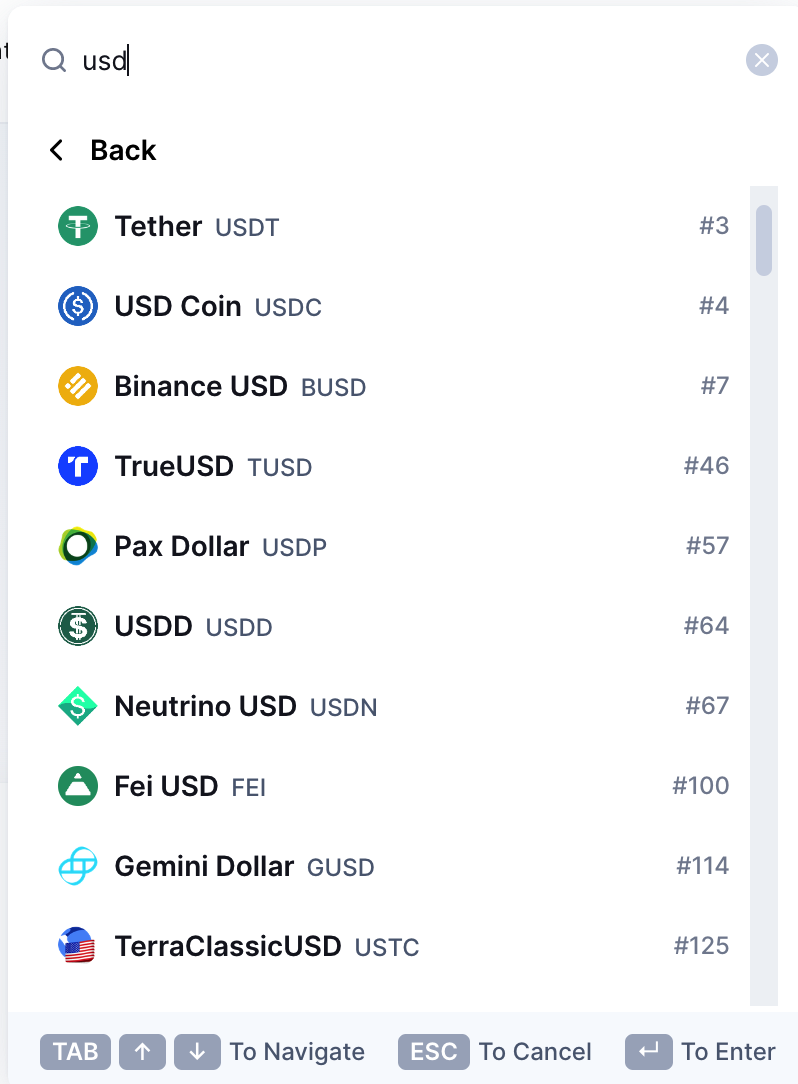 usd
Back
Tether USDT #3
USD Coin USDC #4
Binance USD BUSD #7
TrueUSD TUSD #46
Pax Dollar USDP #57
USDD USDD #64
Neutrino USD USDN #67
Fei USD FEI #100
Gemini Dollar GUSD #114
TerraClassicUSD USTC #125
TAB ↑ ↓ To Navigate ESC To Cancel ↵ To Enter